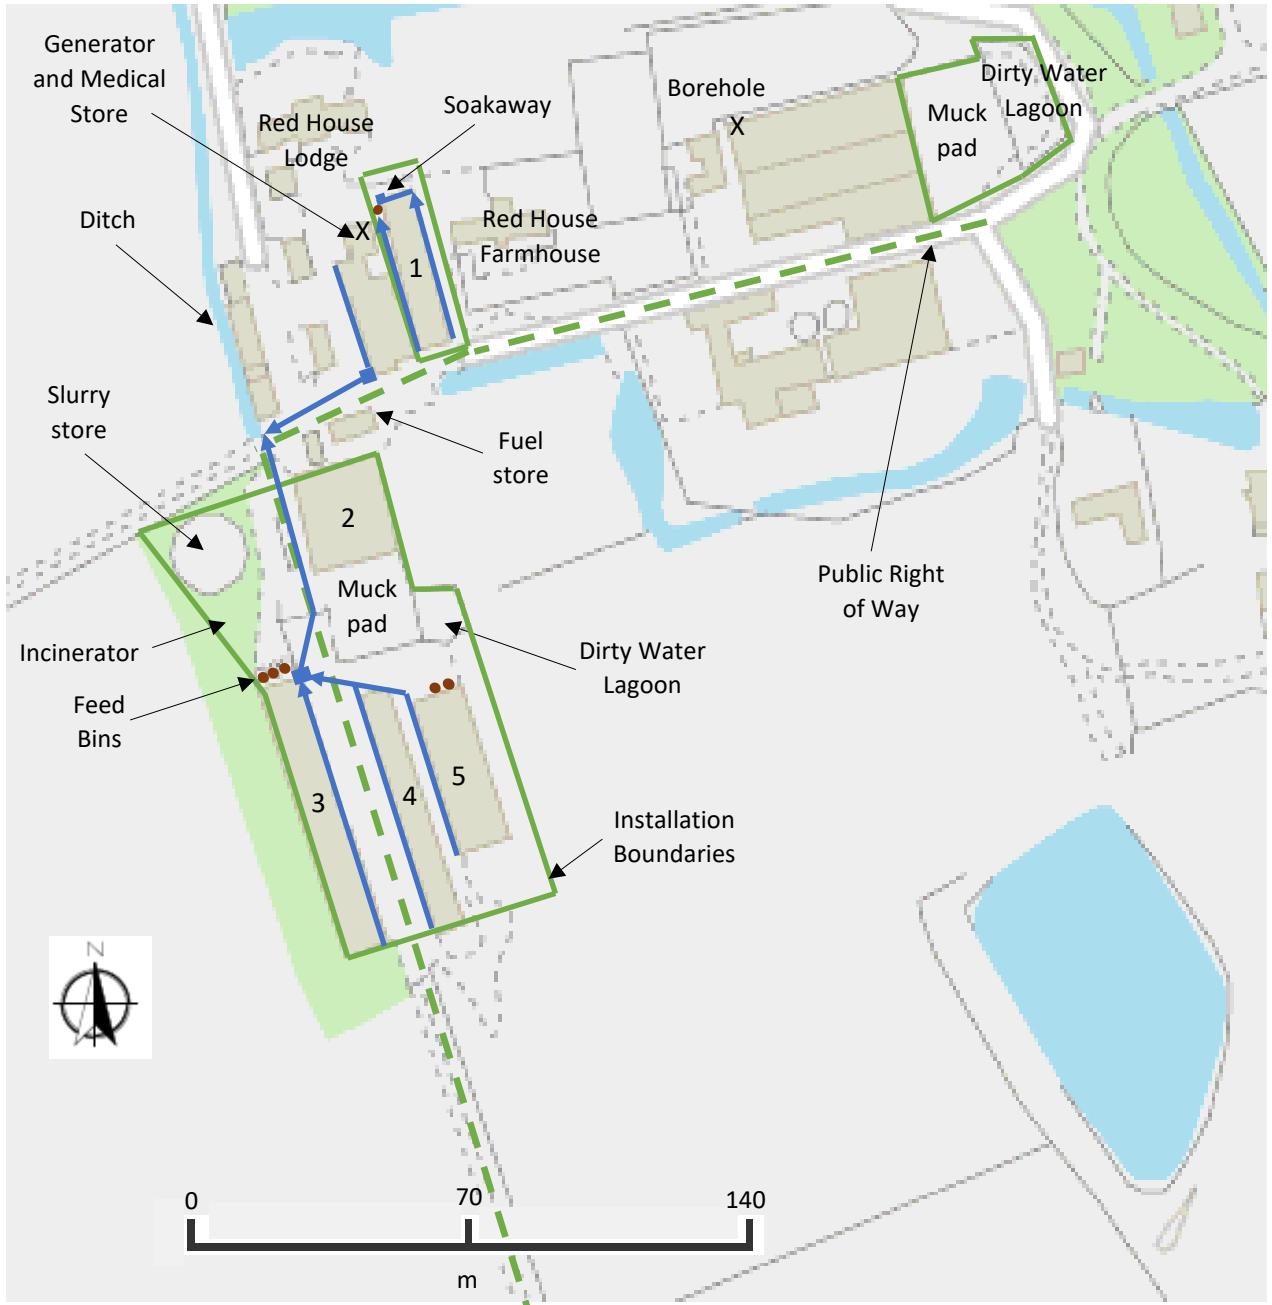 Generator
and Medical
Store
Soakaway
Borehole
Dirty Water
Lagoon
Muck
pad
Red House
Lodge
X
X
Ditch
Red House
Farmhouse
1
Slurry
store
Fuel
store
2
Public Right
of Way
Muck
pad
Incinerator
Dirty Water
Lagoon
Feed
Bins
3
4
5
Installation
Boundaries
N
0
70
140
m